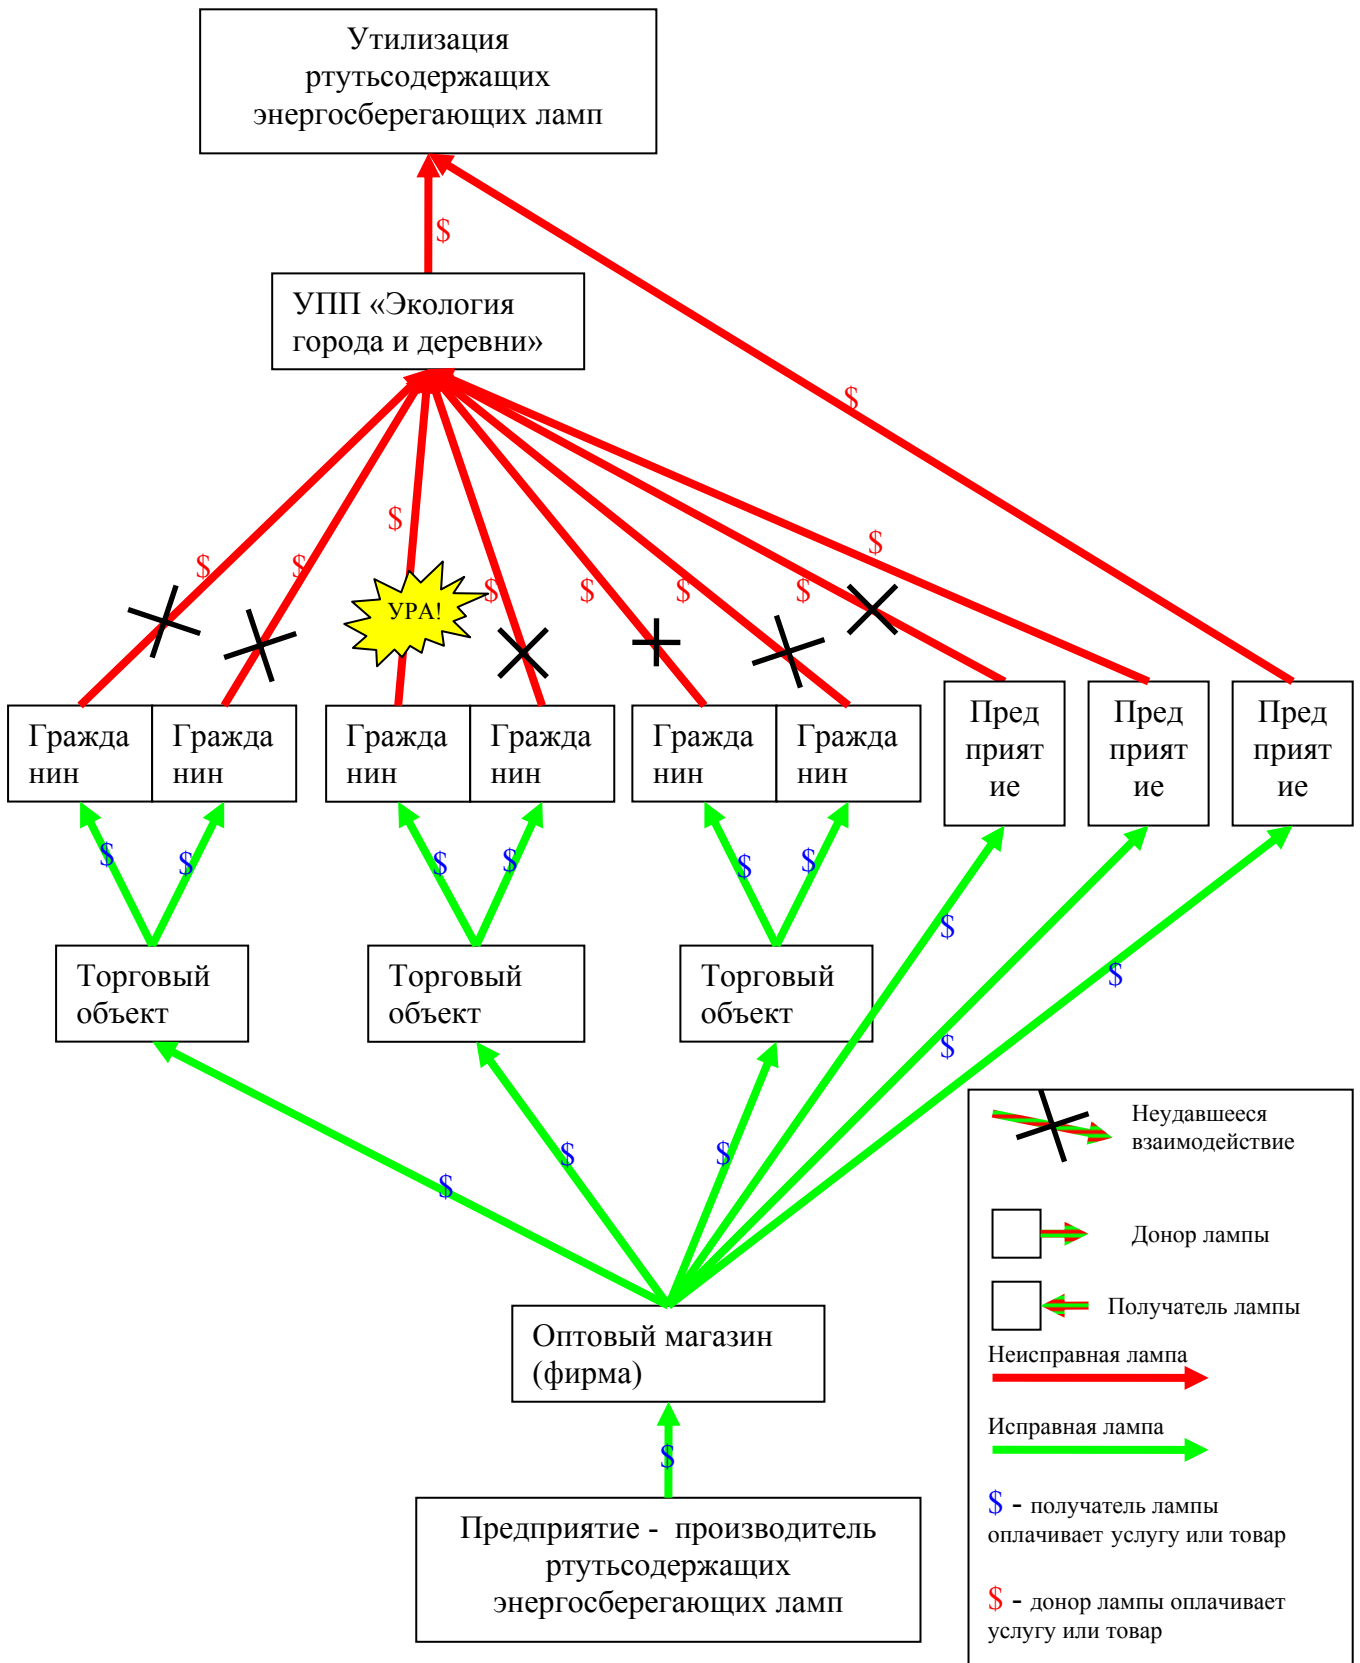 Утилизация
ртутьсодержащих
энергосберегающих ламп
$
УПП «Экология
города и деревни»
$
$
$
$
$
$
$
$
$
УРА!
Гражда
нин
Гражда
нин
Гражда
нин
Гражда
нин
Гражда
нин
Гражда
нин
Пред
прият
ие
Пред
прият
ие
Пред
прият
ие
$
$
$
$
$
$
$
$
$
Торговый
объект
Торговый
объект
Торговый
объект
$
$
$
Оптовый магазин
(фирма)
$
Предприятие - производитель
ртутьсодержащих
энергосберегающих ламп
Неудавшееся
взаимодействие
Донор лампы
Получатель лампы
Неисправная лампа
Исправная лампа
$ - получатель лампы
оплачивает услугу или товар
$ - донор лампы оплачивает
услугу или товар